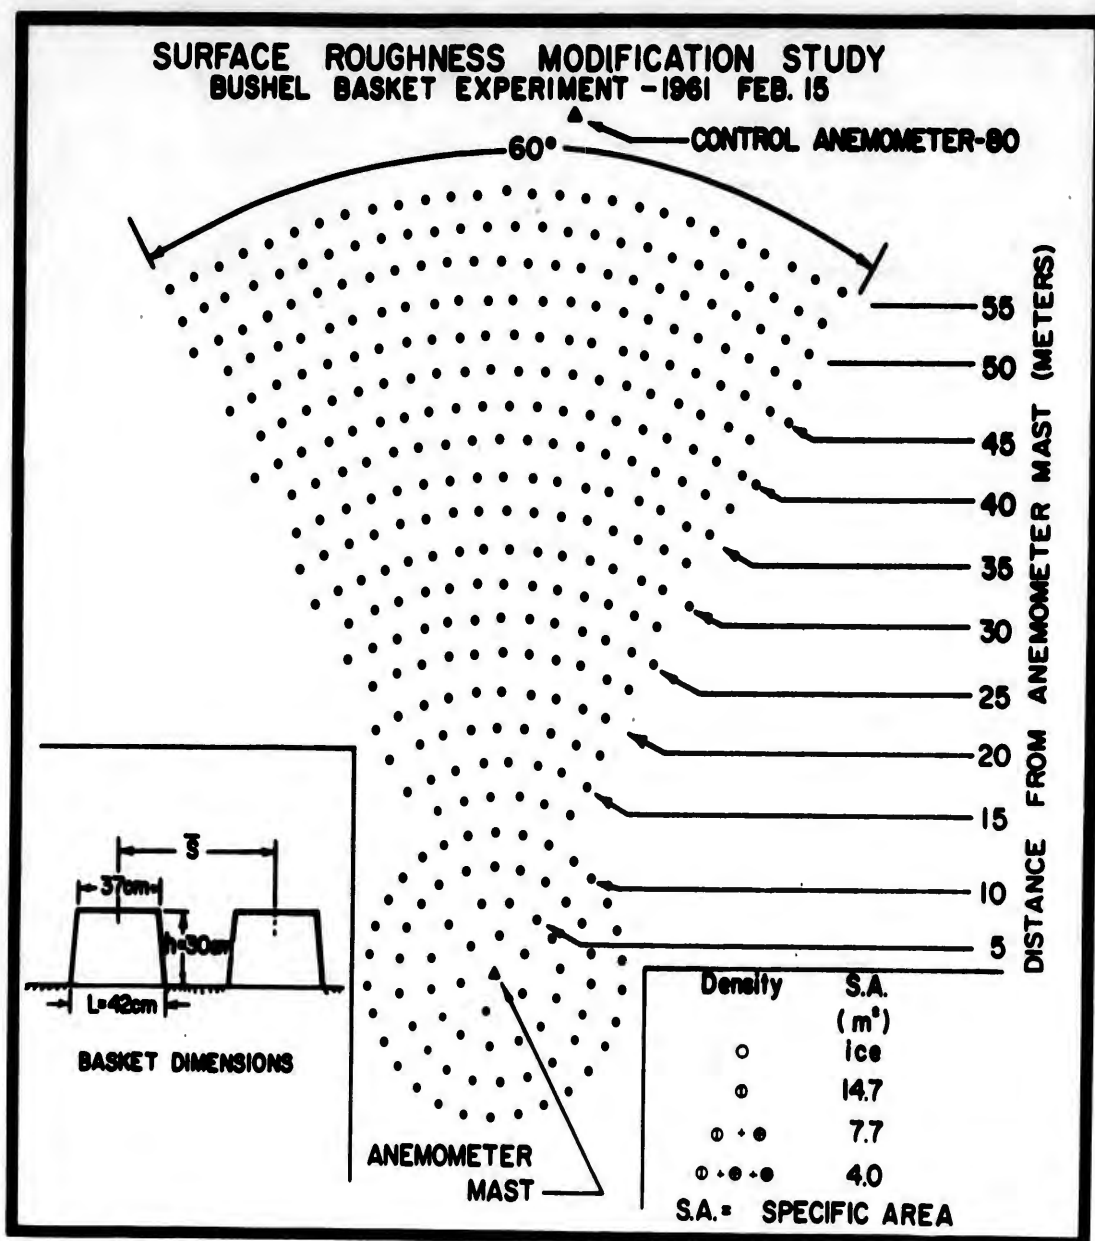 SURFACE ROUGHNESS MODIFICATION STUDY
BUSHEL BASKET EXPERIMENT - 1961 FEB. 15
CONTROL ANEMOMETER-80
60°
55
50
45
40
35
30
25
20
15
10
5
DISTANCE FROM ANEMOMETER MAST (METERS)
S̄
37cm
h=30cm
L=42cm
BASKET DIMENSIONS
ANEMOMETER
MAST
Density S.A.
(m²)
ice
14.7
7.7
4.0
S.A.= SPECIFIC AREA